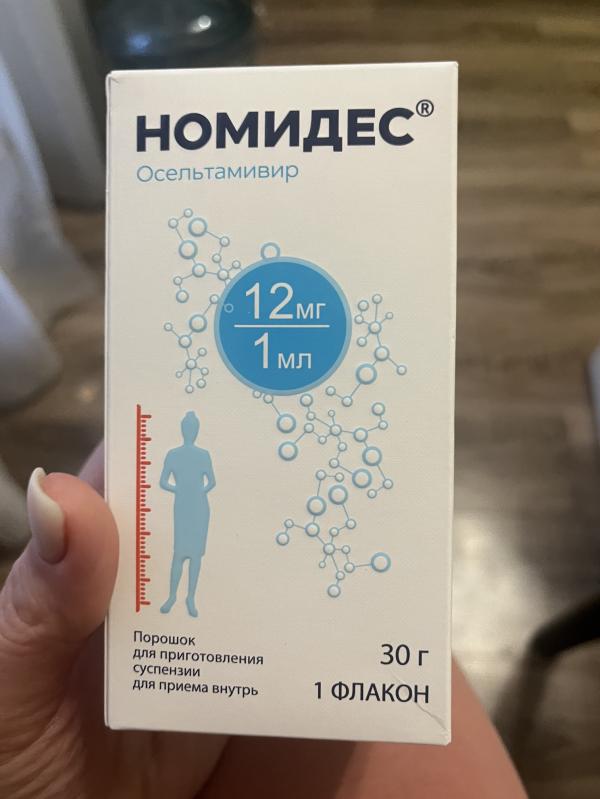 НОМИДЕС®
Осельтамивир
12мг
1мл
Порошок
для приготовления
суспензии
для приема внутрь
30 г
1 ФЛАКОН